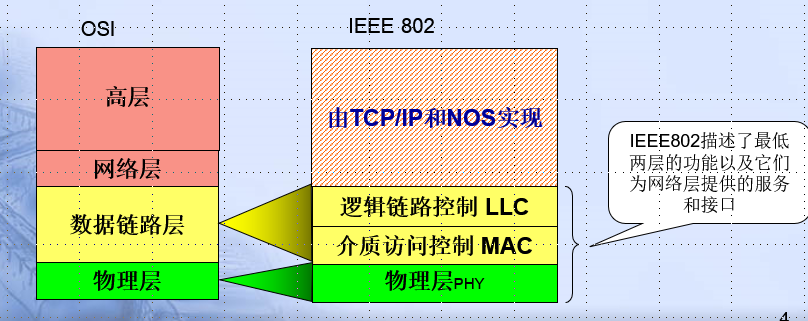 OSI
IEEE 802
高层
网络层
数据链路层
物理层
由TCP/IP和NOS实现
逻辑链路控制 LLC
介质访问控制 MAC
物理层PHY
IEEE802描述了最低
两层的功能以及它们
为网络层提供的服务
和接口
4